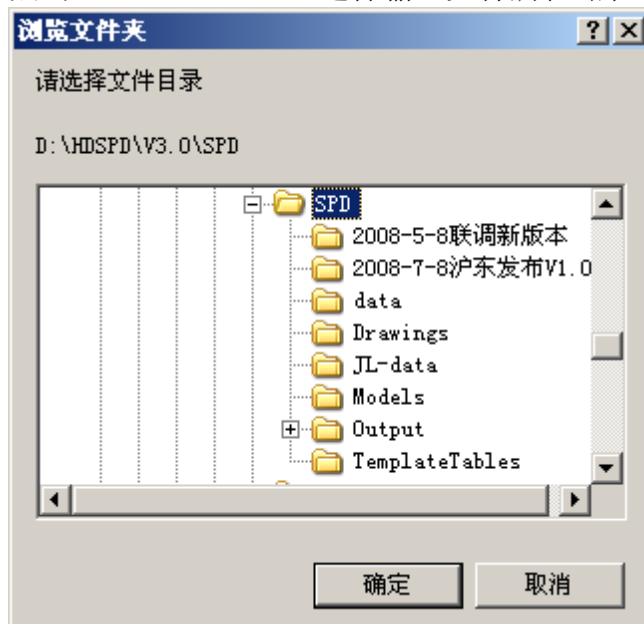 浏览文件夹
请选择文件目录
D:\HDSPD\V3.0\SPD
SPD
2008-5-8联调新版本
2008-7-8沪东发布V1.0
data
Drawings
JL-data
Models
Output
TemplateTables
确定
取消